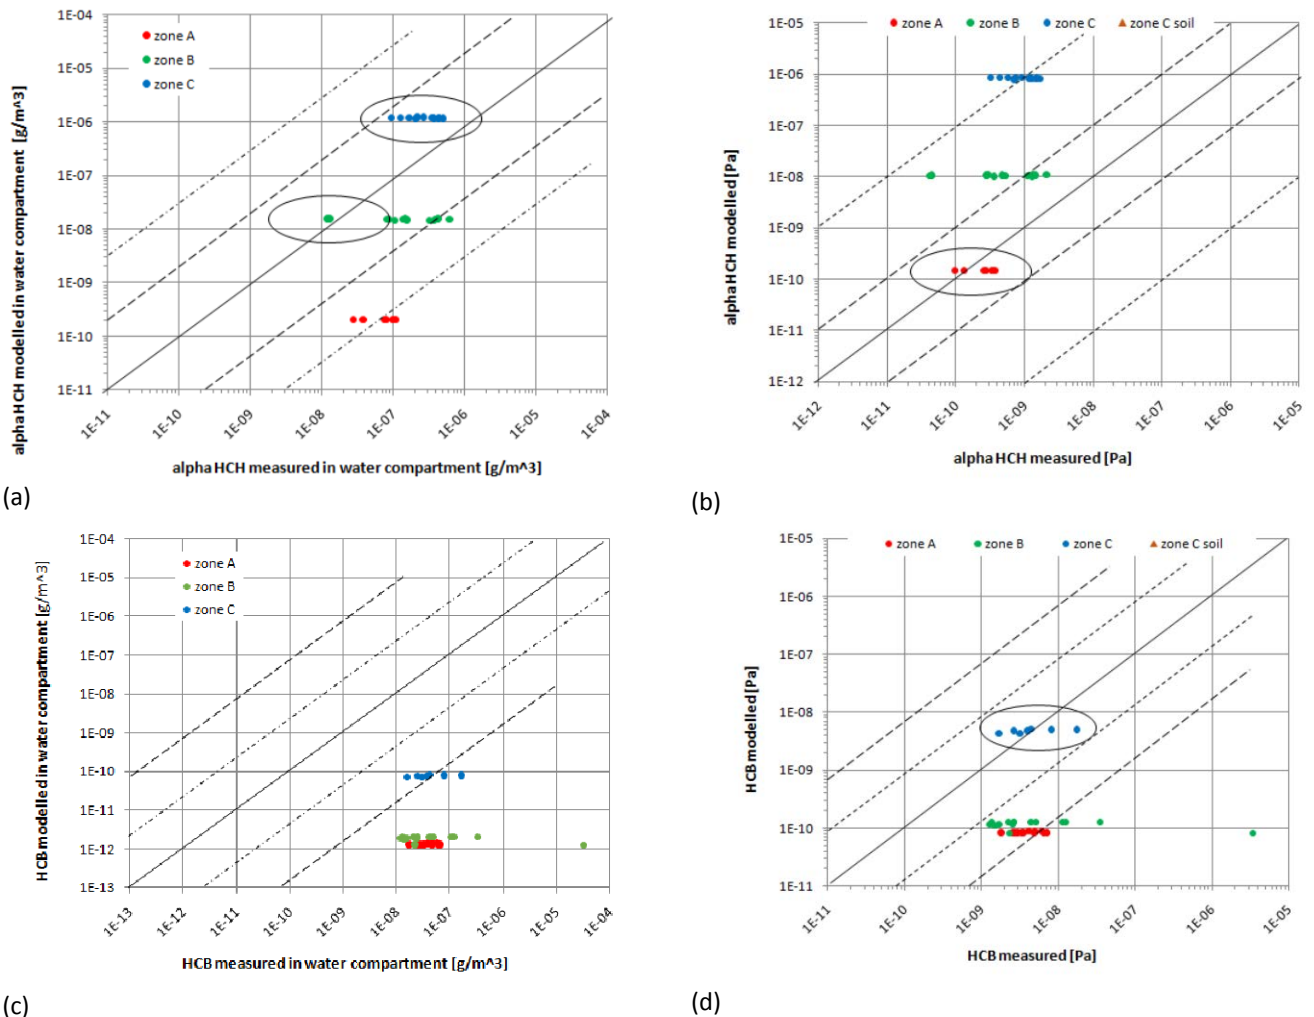 1E-04
1E-05
1E-06
1E-07
1E-08
1E-09
1E-10
1E-11
alpha HCH modelled in water compartment [g/m^3]
zone A
zone B
zone C
1E-11
1E-10
1E-09
1E-08
1E-07
1E-06
1E-05
1E-04
alpha HCH measured in water compartment [g/m^3]
(a)
1E-05
1E-06
1E-07
1E-08
1E-09
1E-10
1E-11
1E-12
alpha HCH modelled [Pa]
zone A zone B zone C zone C soil
1E-12
1E-11
1E-10
1E-09
1E-08
1E-07
1E-06
1E-05
alpha HCH measured [Pa]
(b)
1E-04
1E-05
1E-06
1E-07
1E-08
1E-09
1E-10
1E-11
1E-12
1E-13
HCB modelled in water compartment [g/m^3]
zone A
zone B
zone C
1E-13
1E-12
1E-11
1E-10
1E-09
1E-08
1E-07
1E-06
1E-05
1E-04
HCB measured in water compartment [g/m^3]
(c)
1E-05
1E-06
1E-07
1E-08
1E-09
1E-10
1E-11
HCB modelled [Pa]
zone A zone B zone C zone C soil
1E-11
1E-10
1E-09
1E-08
1E-07
1E-06
1E-05
HCB measured [Pa]
(d)